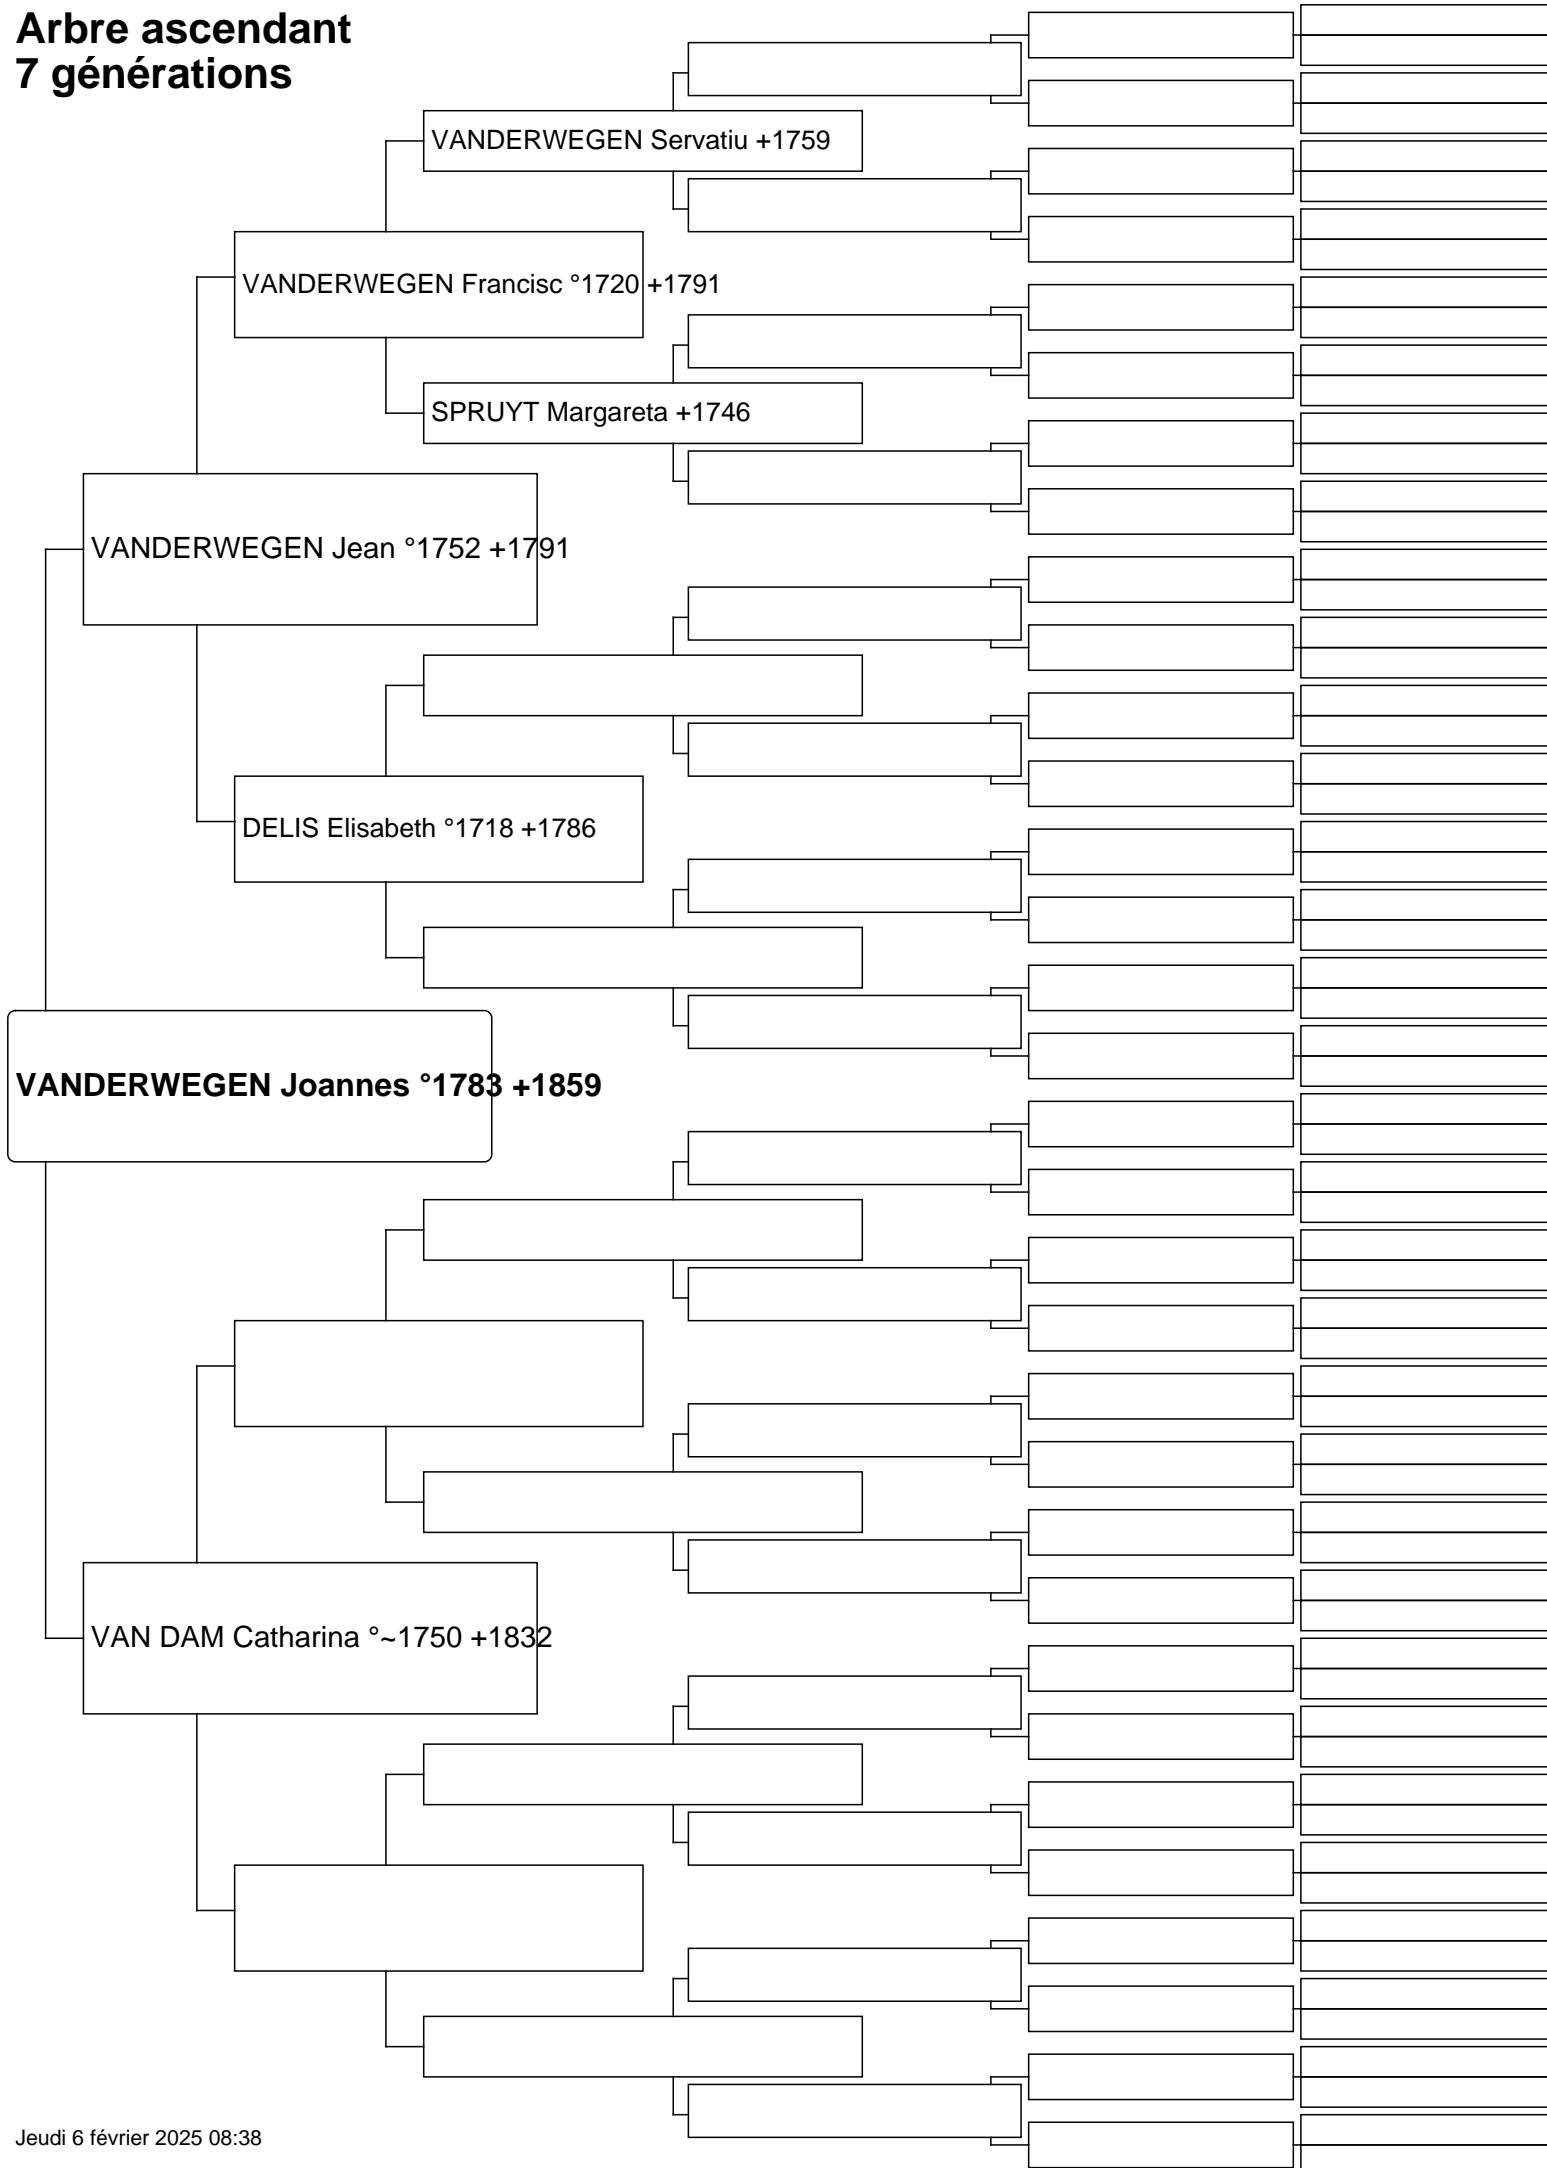 Arbre ascendant
7 générations
VANDERWEGEN Servatiu +1759
VANDERWEGEN Francisc °1720 +1791
SPRUYT Margareta +1746
VANDERWEGEN Jean °1752 +1791
DELIS Elisabeth °1718 +1786
VANDERWEGEN Joannes °1783 +1859
VAN DAM Catharina °~1750 +1832
Jeudi 6 février 2025 08:38